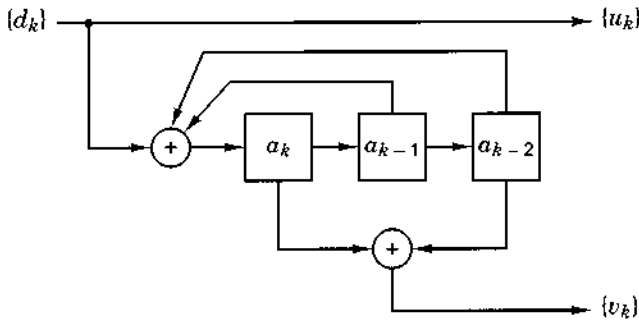 {d_k} {u_k}
+ a_k a_{k-1} a_{k-2}
+
{v_k}